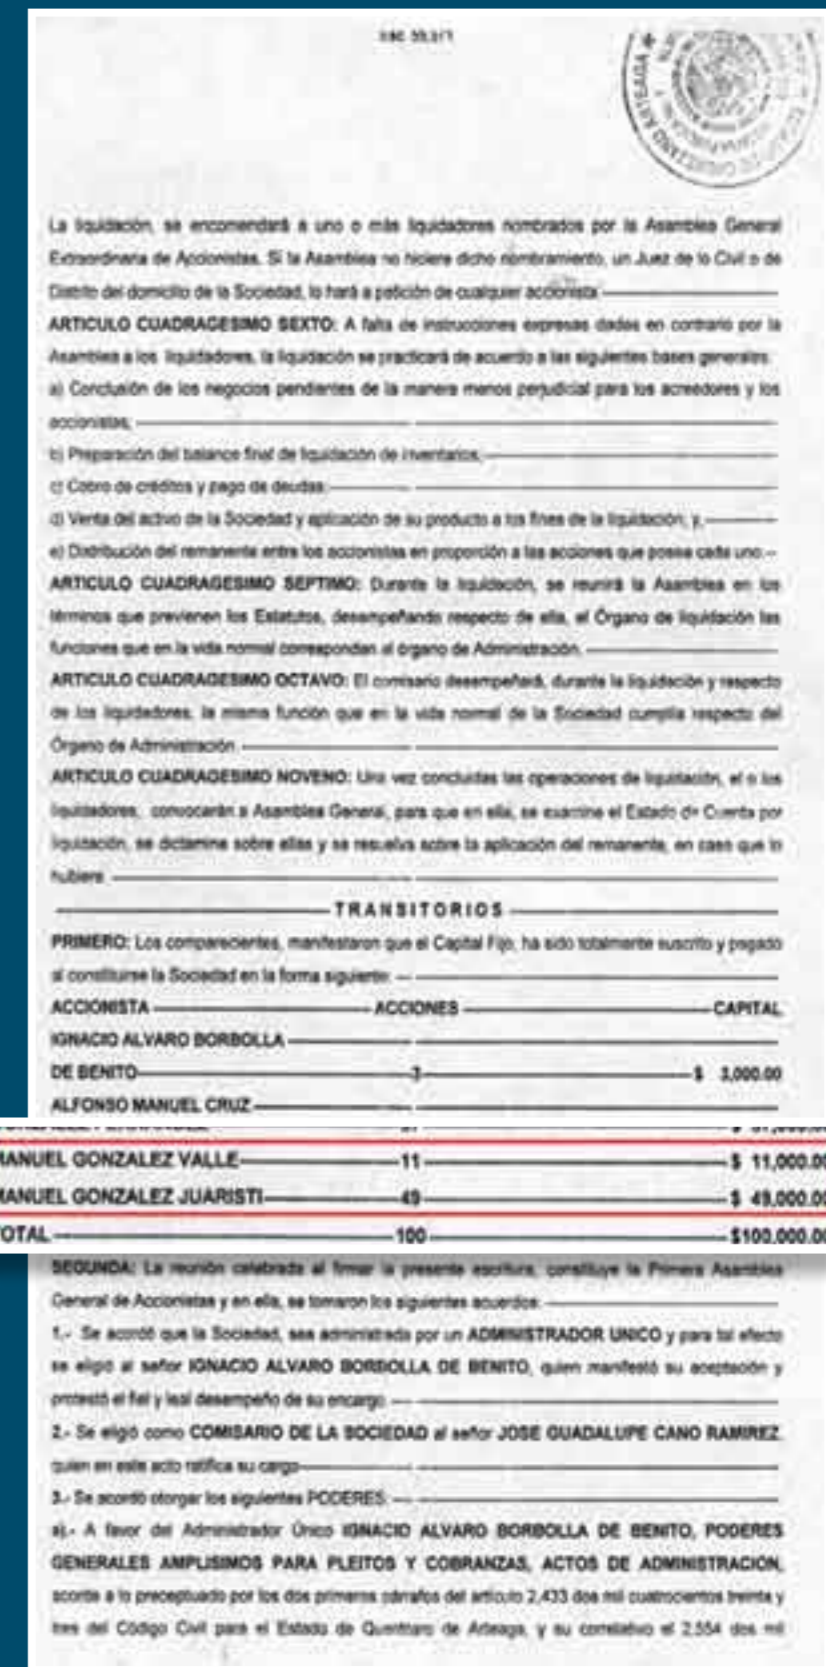 La liquidación, se encomendará a uno o más liquidadores nombrados por la Asamblea General
Extraordinaria de Accionistas. Si la Asamblea no hiciere dicho nombramiento, un Juez de lo Civil o de
Distrito del domicilio de la Sociedad, lo hará a petición de cualquier accionista
ARTICULO CUADRAGESIMO SEXTO: A falta de instrucciones expresas dadas en contrario por la
Asamblea a los liquidadores, la liquidación se practicará de acuerdo a las siguientes bases generales:
a) Conclusión de los negocios pendientes de la manera menos perjudicial para los acreedores y los
accionistas;
b) Preparación del balance final de liquidación de inventarios;
c) Cobro de créditos y pago de deudas;
d) Venta del activo de la Sociedad y aplicación de su producto a los fines de la liquidación, y,
e) Distribución del remanente entre los accionistas en proporción a las acciones que posea cada uno.--
ARTICULO CUADRAGESIMO SEPTIMO: Durante la liquidación, se reunirá la Asamblea en los
términos que previenen los Estatutos, desempeñando respecto de ella, el Órgano de liquidación las
funciones que en la vida normal correspondan al órgano de Administración.
ARTICULO CUADRAGESIMO OCTAVO: El comisario desempeñará, durante la liquidación y respecto
de los liquidadores, la misma función que en la vida normal de la Sociedad cumplía respecto del
Órgano de Administración.
ARTICULO CUADRAGESIMO NOVENO: Una vez concluidas las operaciones de liquidación, el o los
liquidadores, convocarán a Asamblea General, para que en ella, se examine el Estado de Cuenta por
liquidación, se dictamine sobre ellas y se resuelva sobre la aplicación del remanente, en caso que lo
hubiere.
TRANSITORIOS
PRIMERO: Los comparecientes, manifestaron que el Capital Fijo, ha sido totalmente suscrito y pagado
al constituirse la Sociedad en la forma siguiente:
ACCIONISTA ACCIONES CAPITAL
IGNACIO ALVARO BORBOLLA
DE BENITO 3 $ 3,000.00
ALFONSO MANUEL CRUZ
MANUEL GONZALEZ VALLE 11 $ 11,000.00
MANUEL GONZALEZ JUARISTI 49 $ 49,000.00
TOTAL 100 $100,000.00
SEGUNDA: La reunión celebrada al firmar la presente escritura, constituye la Primera Asamblea
General de Accionistas y en ella, se tomaron los siguientes acuerdos:
1.- Se acordó que la Sociedad, sea administrada por un ADMINISTRADOR UNICO y para tal efecto
se eligió al señor IGNACIO ALVARO BORBOLLA DE BENITO, quien manifestó su aceptación y
protestó el fiel y leal desempeño de su encargo.
2.- Se eligió como COMISARIO DE LA SOCIEDAD al señor JOSE GUADALUPE CANO RAMIREZ,
quien en este acto ratifica su cargo
3.- Se acordó otorgar los siguientes PODERES:
a).- A favor del Administrador Único IGNACIO ALVARO BORBOLLA DE BENITO, PODERES
GENERALES AMPLISIMOS PARA PLEITOS Y COBRANZAS, ACTOS DE ADMINISTRACION,
acorde a lo preceptuado por los dos primeros párrafos del artículo 2,433 dos mil cuatrocientos treinta y
tres del Código Civil para el Estado de Querétaro de Arteaga, y su correlativo el 2,554 dos mil